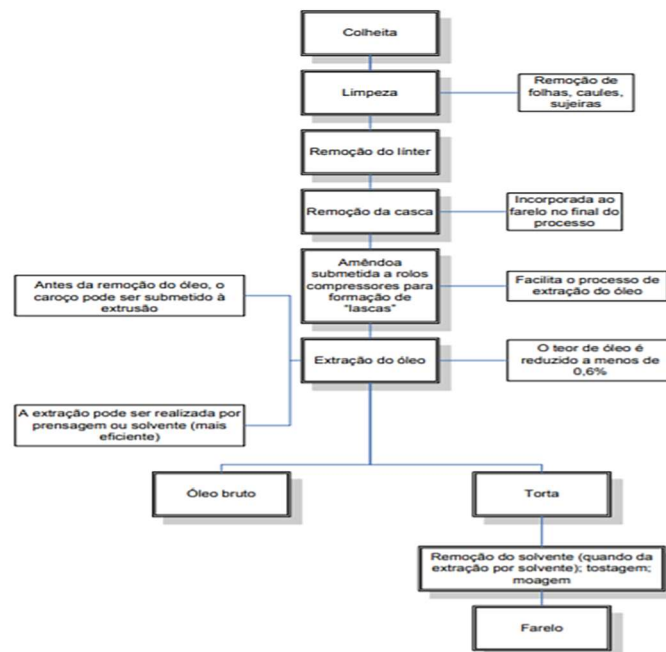 Colheita
Limpeza
Remoção de
folhas, caules,
sujeiras
Remoção do línter
Remoção da casca
Incorporada ao
farelo no final do
processo
Amêndoa
submetida a rolos
compressores para
formação de
"lascas"
Facilita o processo de
extração do óleo
Antes da remoção do óleo, o
caroço pode ser submetido à
extrusão
Extração do óleo
O teor de óleo é
reduzido a menos de
0,6%
A extração pode ser realizada por
prensagem ou solvente (mais
eficiente)
Óleo bruto
Torta
Remoção do solvente (quando da
extração por solvente); tostagem;
moagem
Farelo